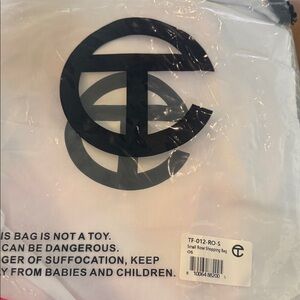 IS BAG IS NOT A TOY.
CAN BE DANGEROUS.
GER OF SUFFOCATION, KEEP
Y FROM BABIES AND CHILDREN.
TF-012-RO-S
Small Rose Shopping Bag
OS